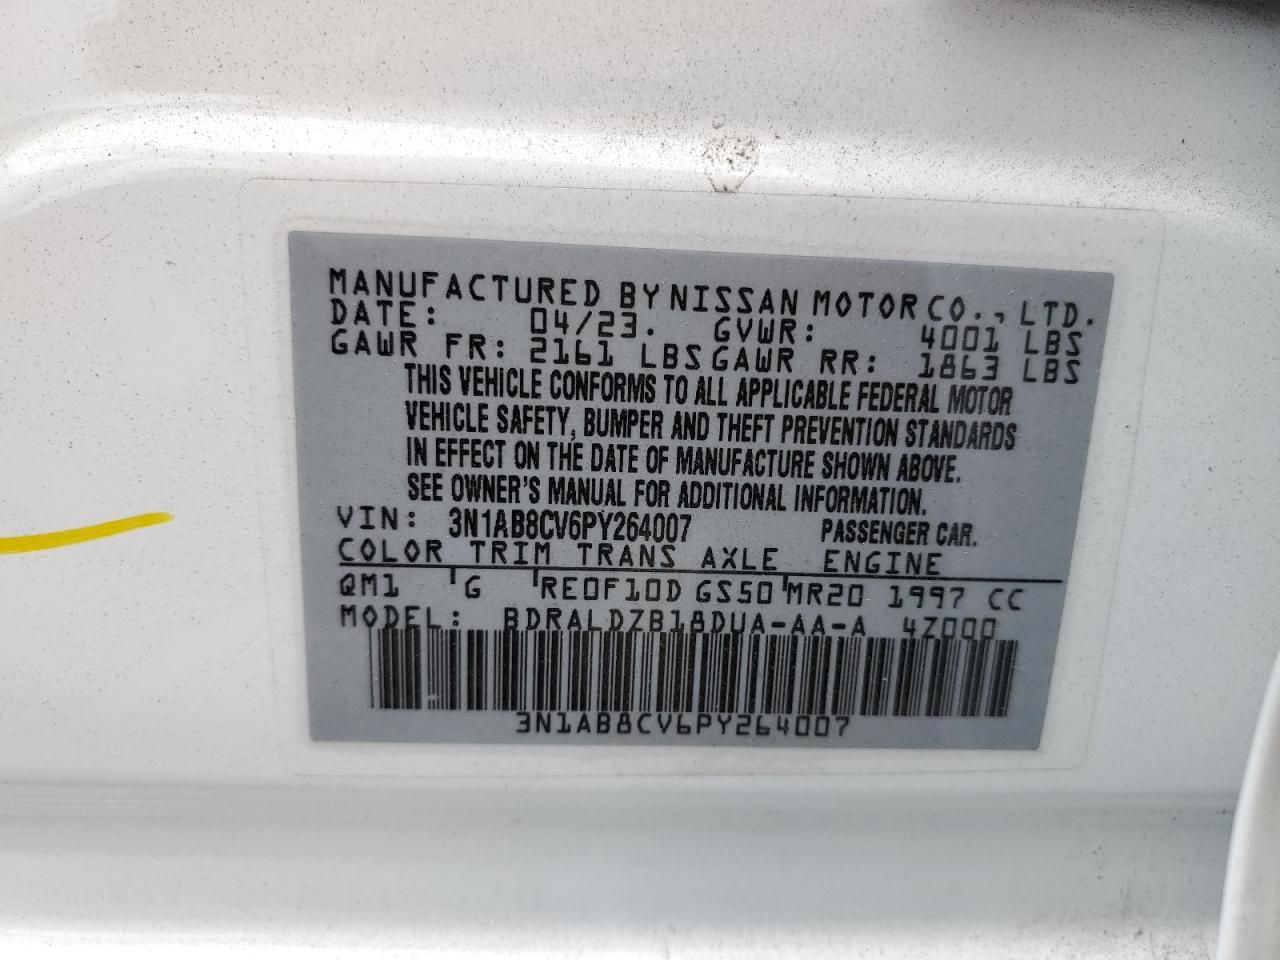 MANUFACTURED BY NISSAN MOTOR CO., LTD.
DATE: 04/23. GVWR: 4001 LBS
GAWR FR: 2161 LBS GAWR RR: 1863 LBS
THIS VEHICLE CONFORMS TO ALL APPLICABLE FEDERAL MOTOR
VEHICLE SAFETY, BUMPER AND THEFT PREVENTION STANDARDS
IN EFFECT ON THE DATE OF MANUFACTURE SHOWN ABOVE.
SEE OWNER'S MANUAL FOR ADDITIONAL INFORMATION.
VIN: 3N1AB8CV6PY264007 PASSENGER CAR.
COLOR TRIM TRANS AXLE ENGINE
QM1 G RE0F10D GS50 MR20 1997 CC
MODEL: BDRALDZB18DUA-AA-A 4Z000
3N1AB8CV6PY264007